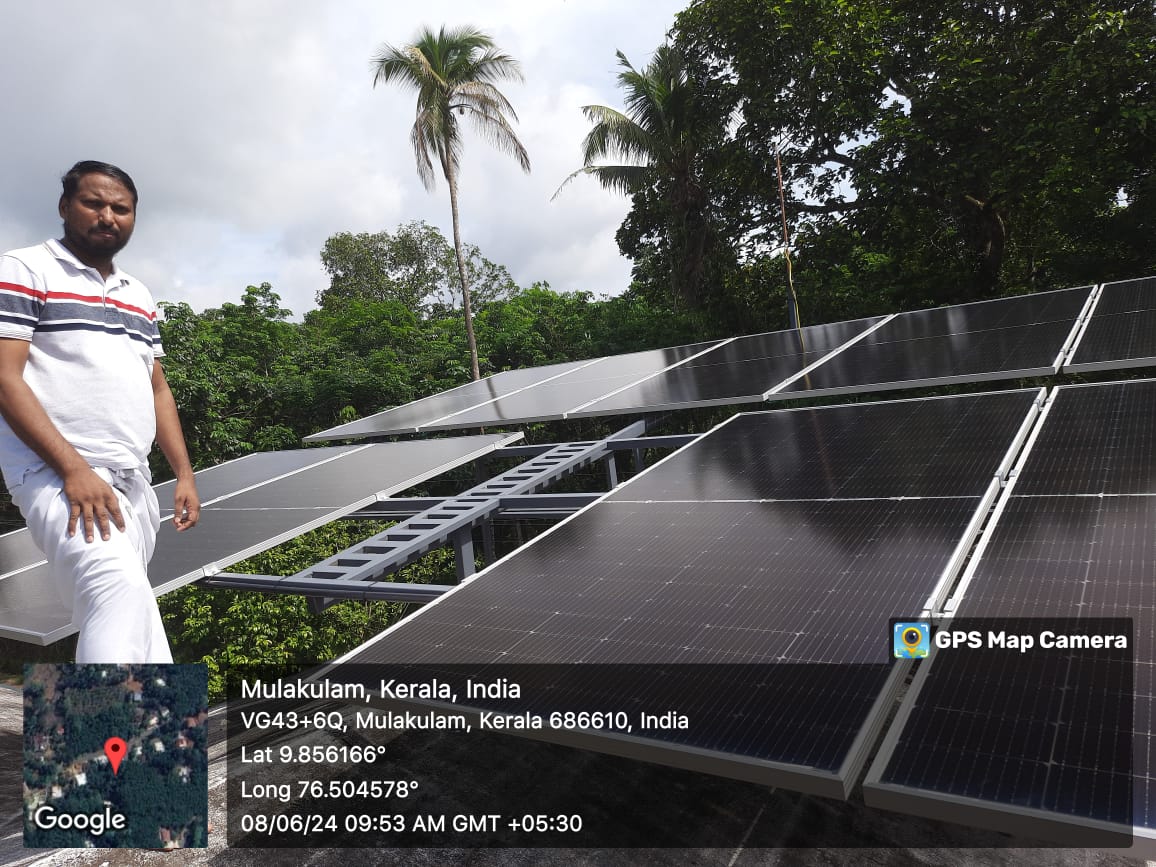 GPS Map Camera
Mulakulam, Kerala, India
VG43+6Q, Mulakulam, Kerala 686610, India
Lat 9.856166°
Long 76.504578°
08/06/24 09:53 AM GMT +05:30
Google